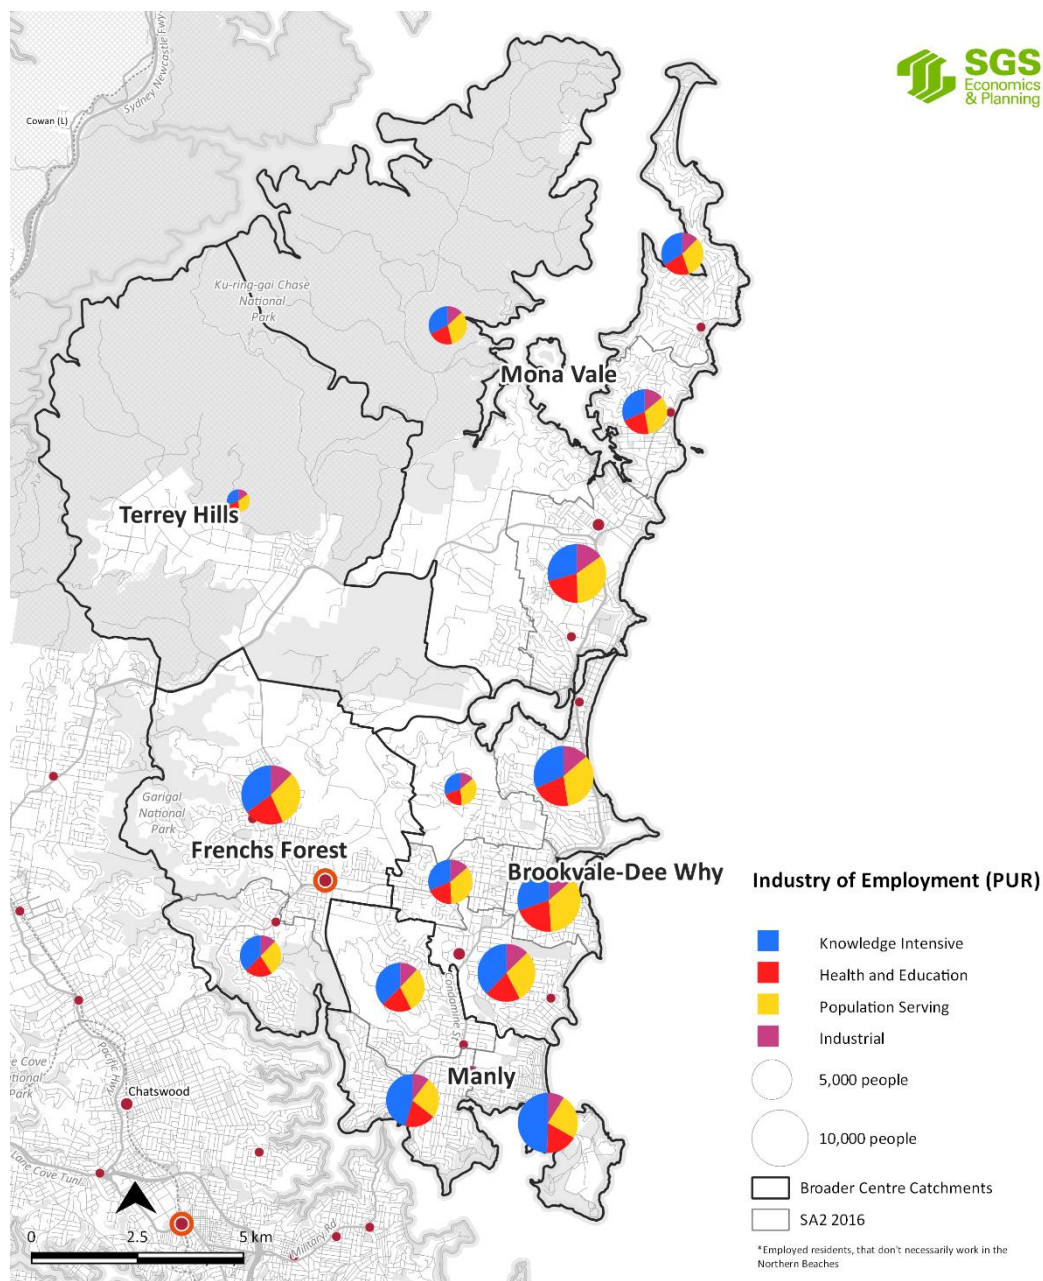 SGS
Economics
& Planning
Sydney Newcastle Fwy
Cowan (L)
Ku-ring-gai Chase
National
Park
Mona Vale
Terrey Hills
Garigal
National
Park
Frenchs Forest
Brookvale-Dee Why
Condamine St
Manly
Pacific Hwy
Chatswood
Lane Cove Tunl.
Military Rd
0
2.5
5 km
Industry of Employment (PUR)
Knowledge Intensive
Health and Education
Population Serving
Industrial
5,000 people
10,000 people
Broader Centre Catchments
SA2 2016
*Employed residents, that don't necessarily work in the
Northern Beaches